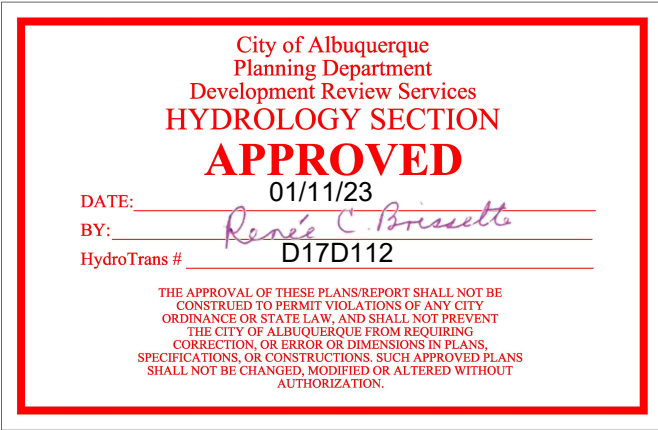 City of Albuquerque
Planning Department
Development Review Services
HYDROLOGY SECTION
APPROVED
DATE: 01/11/23
BY: Renée C. Brissette
HydroTrans # D17D112
THE APPROVAL OF THESE PLANS/REPORT SHALL NOT BE
CONSTRUED TO PERMIT VIOLATIONS OF ANY CITY
ORDINANCE OR STATE LAW, AND SHALL NOT PREVENT
THE CITY OF ALBUQUERQUE FROM REQUIRING
CORRECTION, OR ERROR OR DIMENSIONS IN PLANS,
SPECIFICATIONS, OR CONSTRUCTIONS. SUCH APPROVED PLANS
SHALL NOT BE CHANGED, MODIFIED OR ALTERED WITHOUT
AUTHORIZATION.